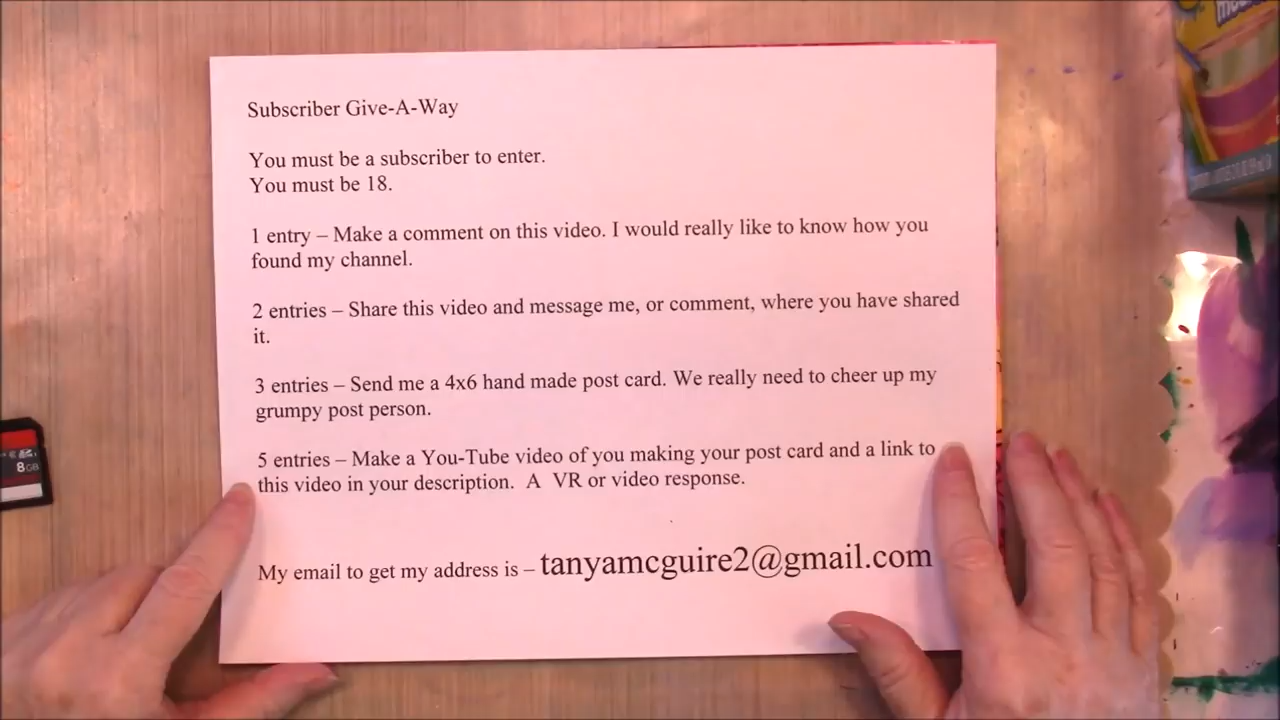 Subscriber Give-A-Way
You must be a subscriber to enter.
You must be 18.
1 entry – Make a comment on this video. I would really like to know how you
found my channel.
2 entries – Share this video and message me, or comment, where you have shared
it.
3 entries – Send me a 4x6 hand made post card. We really need to cheer up my
grumpy post person.
5 entries – Make a You-Tube video of you making your post card and a link to
this video in your description.  A  VR or video response.
My email to get my address is – tanyamcguire2@gmail.com
8GB